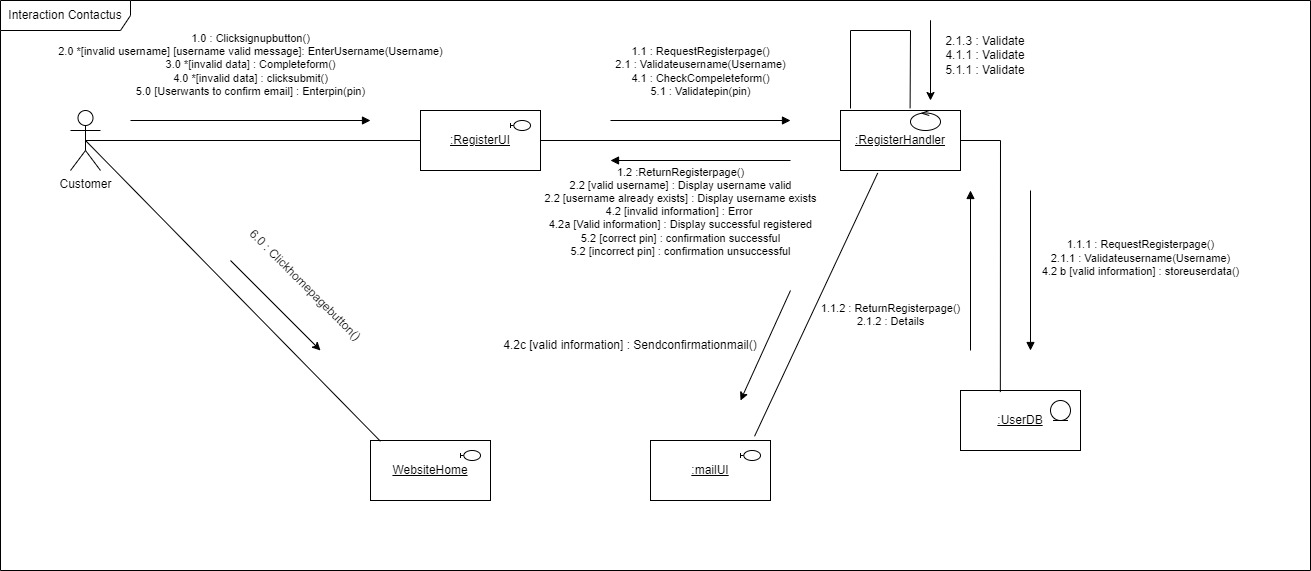 Interaction Contactus
1.0 : Clicksignupbutton()
2.0 *[invalid username] [username valid message]: EnterUsername(Username)
3.0 *[invalid data] : Completeform()
4.0 *[invalid data] : clicksubmit()
5.0 [Userwants to confirm email] : Enterpin(pin)
1.1 : RequestRegisterpage()
2.1 : Validateusername(Username)
4.1 : CheckCompeleteform()
5.1 : Validatepin(pin)
2.1.3 : Validate
4.1.1 : Validate
5.1.1 : Validate
Customer
:RegisterUI
:RegisterHandler
1.2 :ReturnRegisterpage()
2.2 [valid username] : Display username valid
2.2 [username already exists] : Display username exists
4.2 [invalid information] : Error
4.2a [Valid information] : Display successful registered
5.2 [correct pin] : confirmation successful
5.2 [incorrect pin] : confirmation unsuccessful
6.0 : Clickhomepagebutton()
1.1.1 : RequestRegisterpage()
2.1.1 : Validateusername(Username)
4.2 b [valid information] : storeuserdata()
1.1.2 : ReturnRegisterpage()
2.1.2 : Details
4.2c [valid information] : Sendconfirmationmail()
:UserDB
WebsiteHome
:mailUI